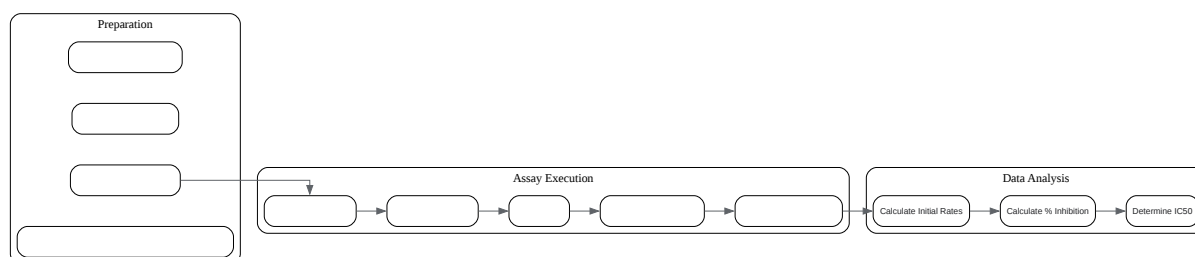 Preparation
Assay Execution
Data Analysis
Calculate Initial Rates
Calculate % Inhibition
Determine IC50